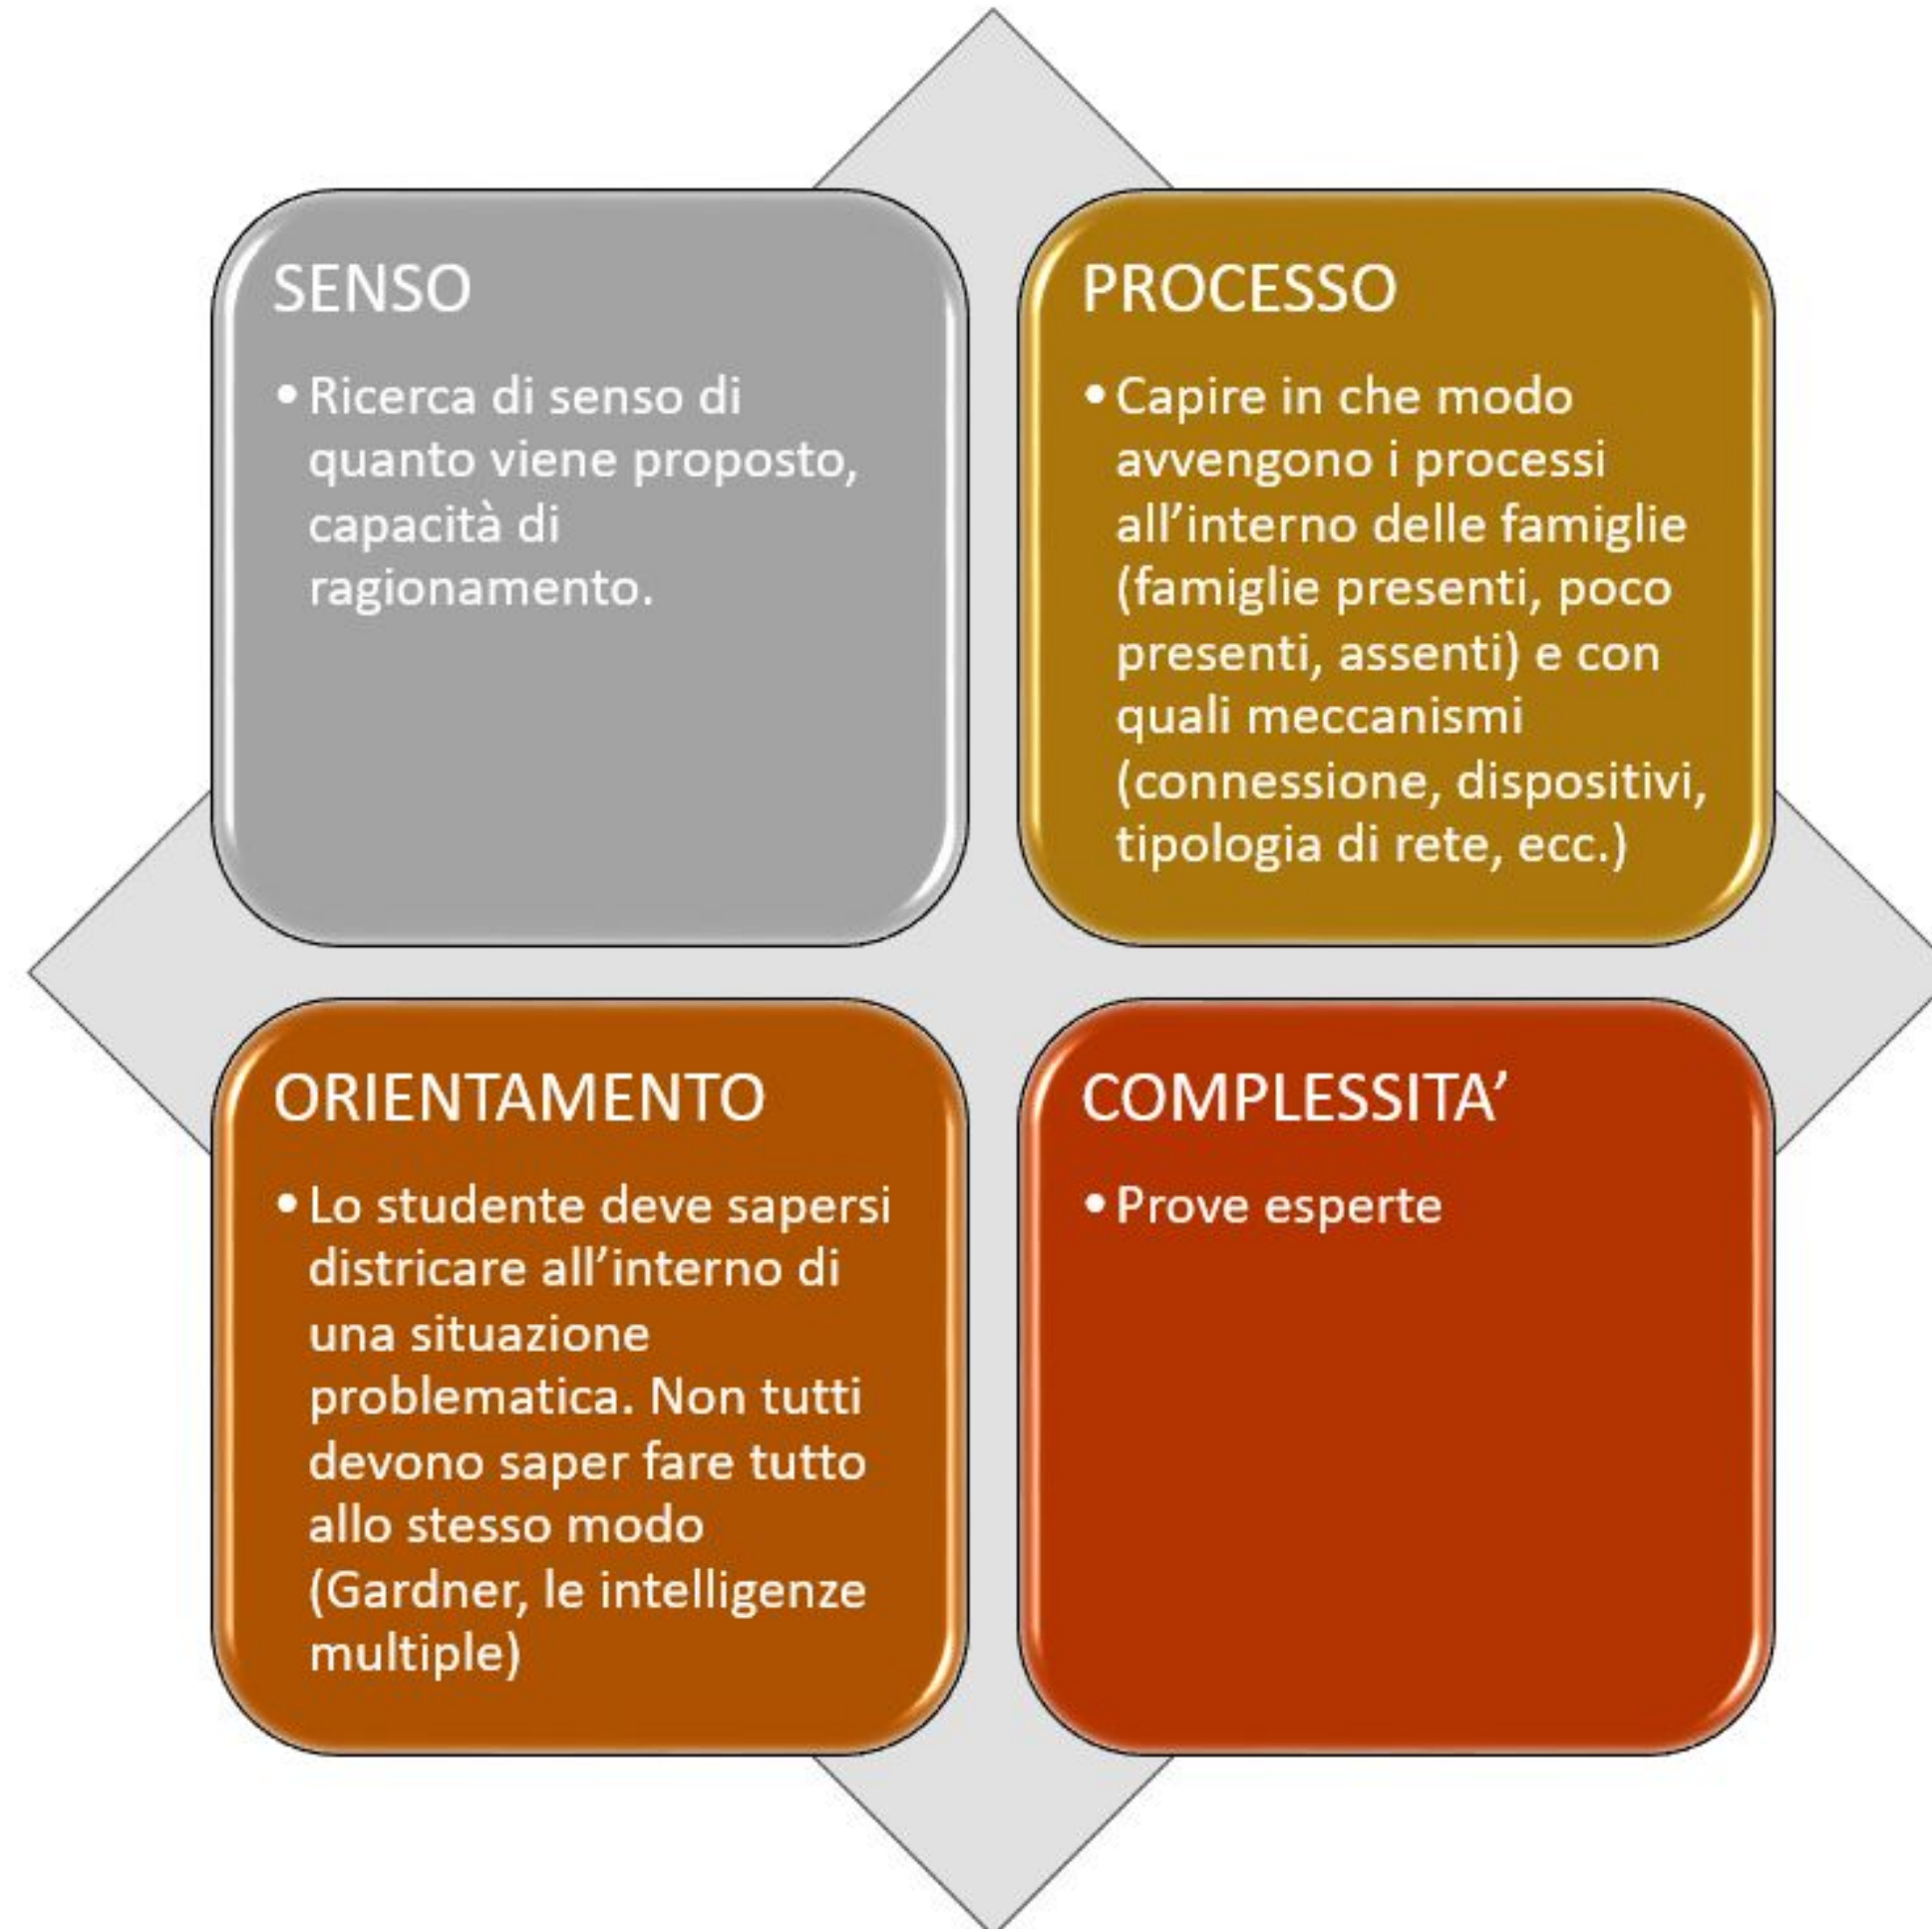 SENSO
• Ricerca di senso di
quanto viene proposto,
capacità di
ragionamento.
PROCESSO
• Capire in che modo
avvengono i processi
all’interno delle famiglie
(famiglie presenti, poco
presenti, assenti) e con
quali meccanismi
(connessione, dispositivi,
tipologia di rete, ecc.)
ORIENTAMENTO
• Lo studente deve sapersi
districare all’interno di
una situazione
problematica. Non tutti
devono saper fare tutto
allo stesso modo
(Gardner, le intelligenze
multiple)
COMPLESSITA’
• Prove esperte